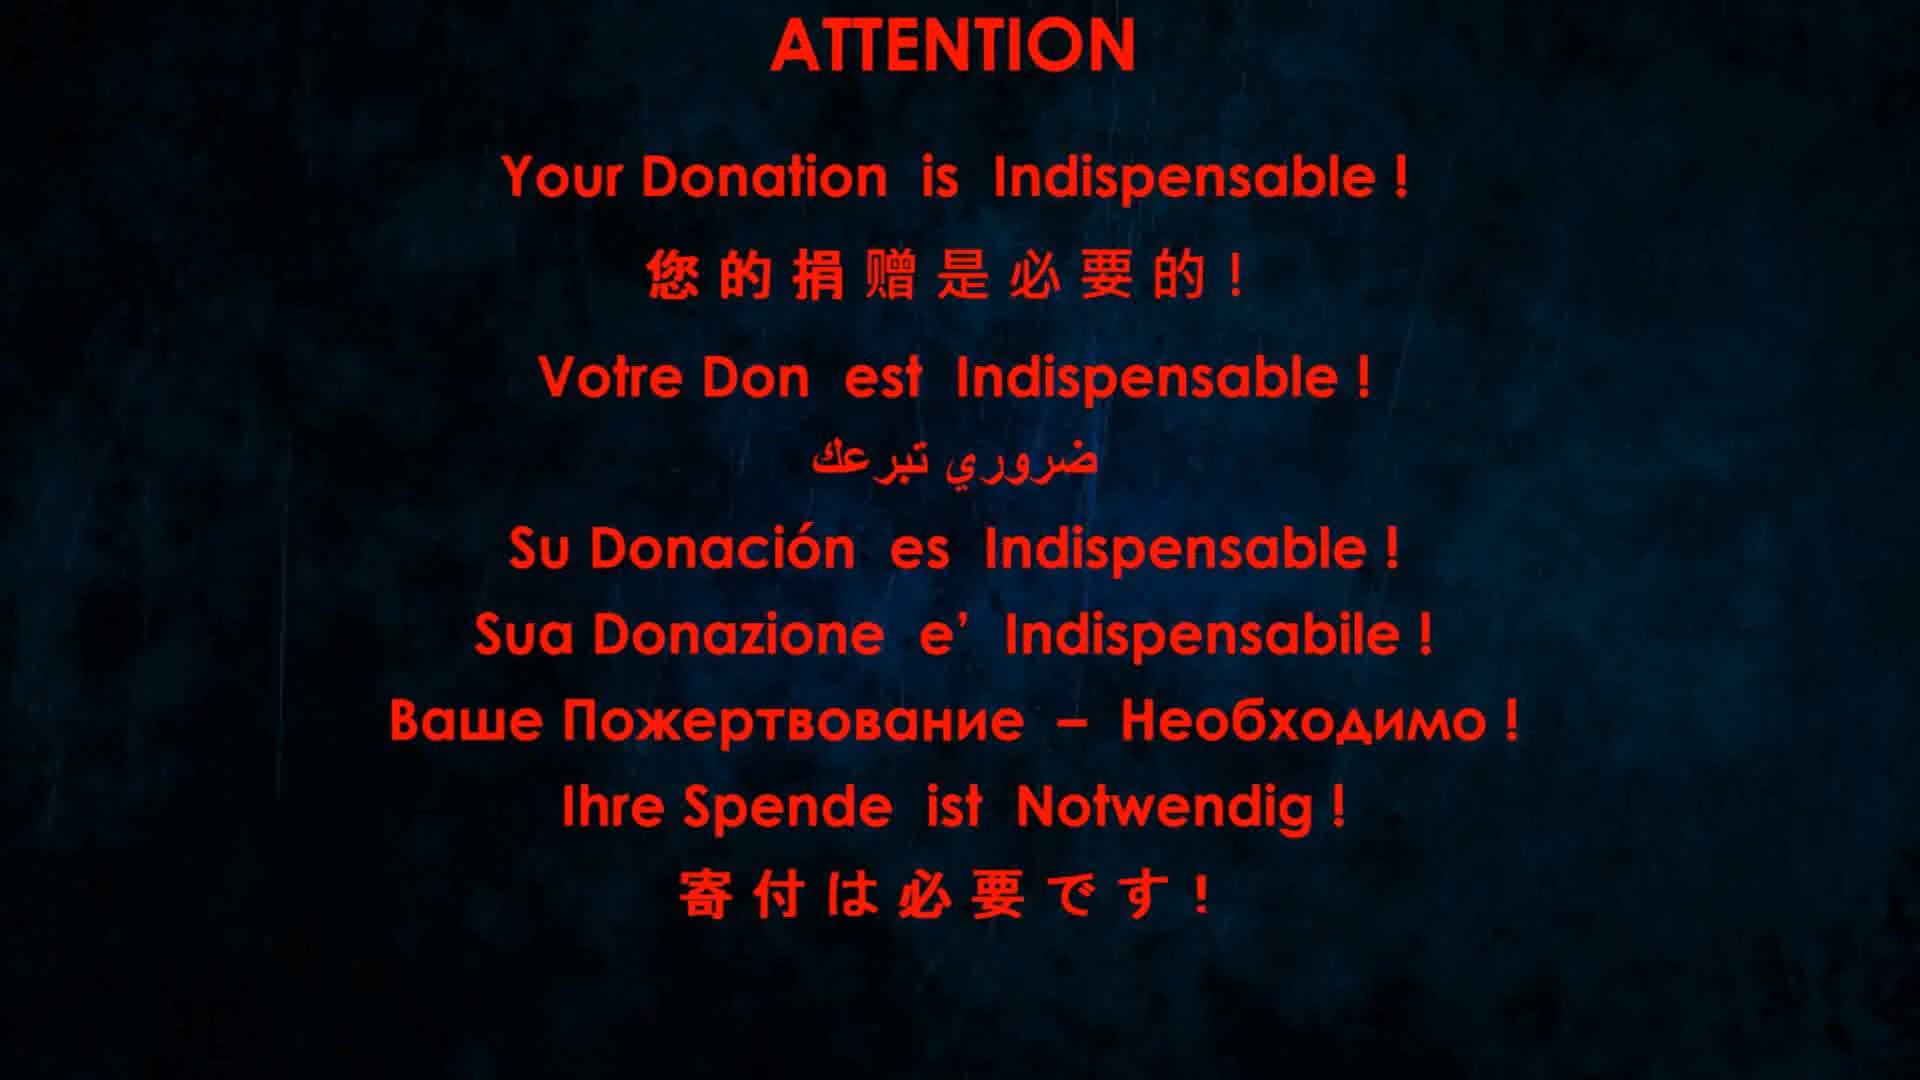 ATTENTION
Your Donation is Indispensable !
您的捐赠是必要的!
Votre Don est Indispensable !
ضروري تبرعك
Su Donación es Indispensable !
Sua Donazione e’ Indispensabile !
Ваше Пожертвование – Необходимо !
Ihre Spende ist Notwendig !
寄付は必要です!